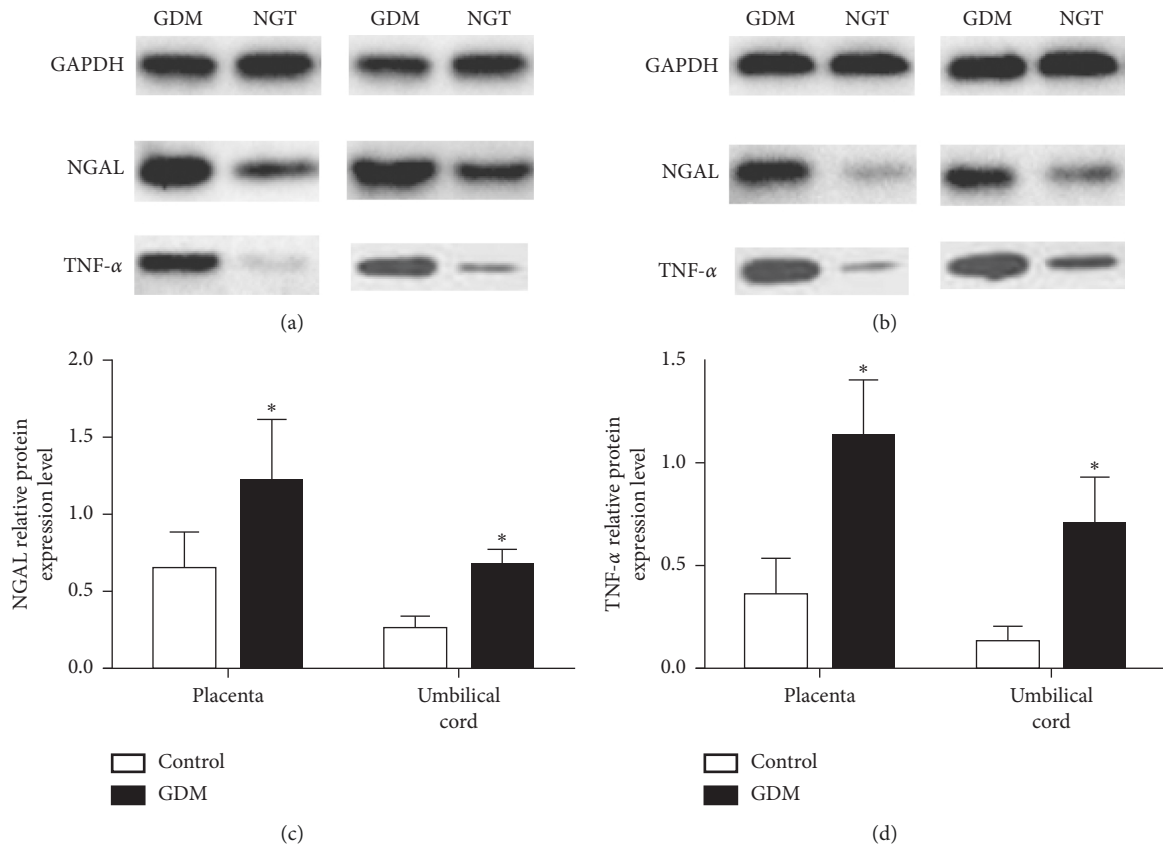 GDM NGT GDM NGT
GAPDH
NGAL
TNF-α
(a)
GDM NGT GDM NGT
GAPDH
NGAL
TNF-α
(b)
NGAL relative protein
expression level
2.0
1.5
1.0
0.5
0.0
*
*
Placenta
Umbilical
cord
Control
GDM
(c)
TNF-α relative protein
expression level
1.5
1.0
0.5
0.0
*
*
Placenta
Umbilical
cord
Control
GDM
(d)